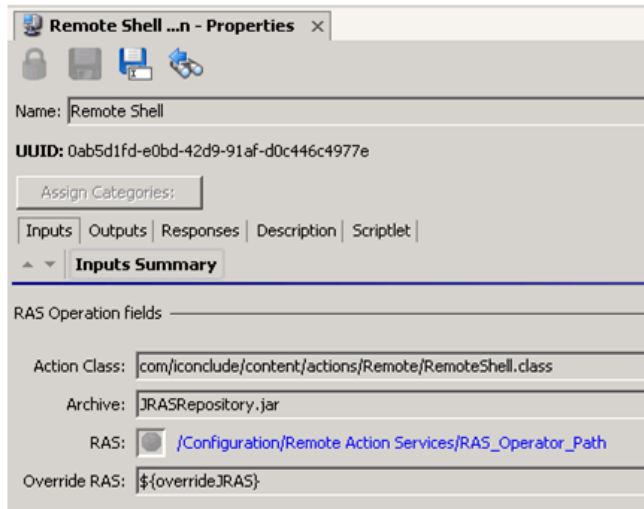 Remote Shell ...n - Properties
Name: Remote Shell
UUID: 0ab5d1fd-e0bd-42d9-91af-d0c446c4977e
Assign Categories:
Inputs Outputs Responses Description Scriptlet
Inputs Summary
RAS Operation fields
Action Class: com/iconclude/content/actions/Remote/RemoteShell.class
Archive: JRASRepository.jar
RAS: /Configuration/Remote Action Services/RAS_Operator_Path
Override RAS: ${overrideJRAS}